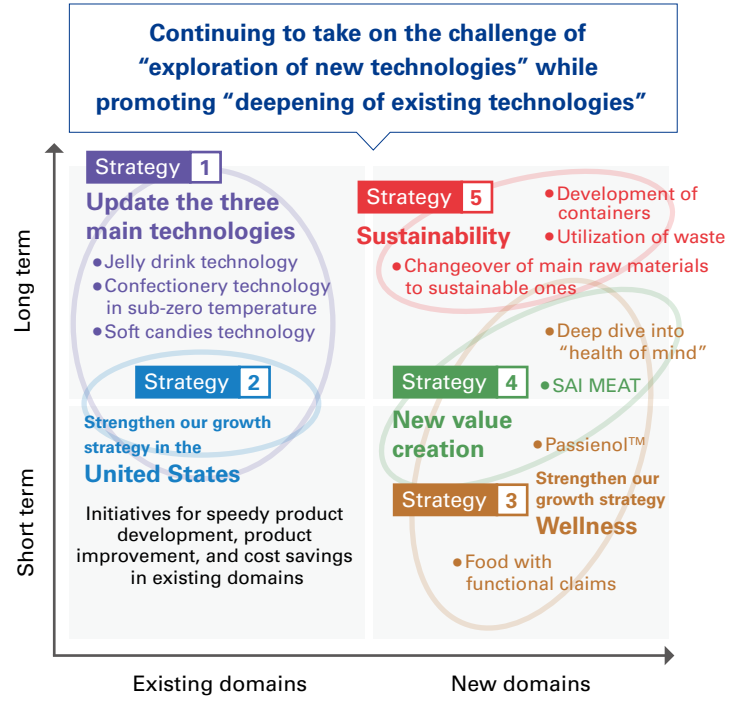 Continuing to take on the challenge of
“exploration of new technologies” while
promoting “deepening of existing technologies”
Long term
Short term
Strategy 1
Update the three
main technologies
•Jelly drink technology
•Confectionery technology
in sub-zero temperature
•Soft candies technology
Strategy 2
Strengthen our growth
strategy in the
United States
Initiatives for speedy product
development, product
improvement, and cost savings
in existing domains
Strategy 5
Sustainability
•Development of
containers
•Utilization of waste
•Changeover of main raw materials
to sustainable ones
•Deep dive into
“health of mind”
Strategy 4
•SAI MEAT
New value
creation
•Passienol™
Strategy 3
Strengthen our
growth strategy
Wellness
•Food with
functional claims
Existing domains
New domains